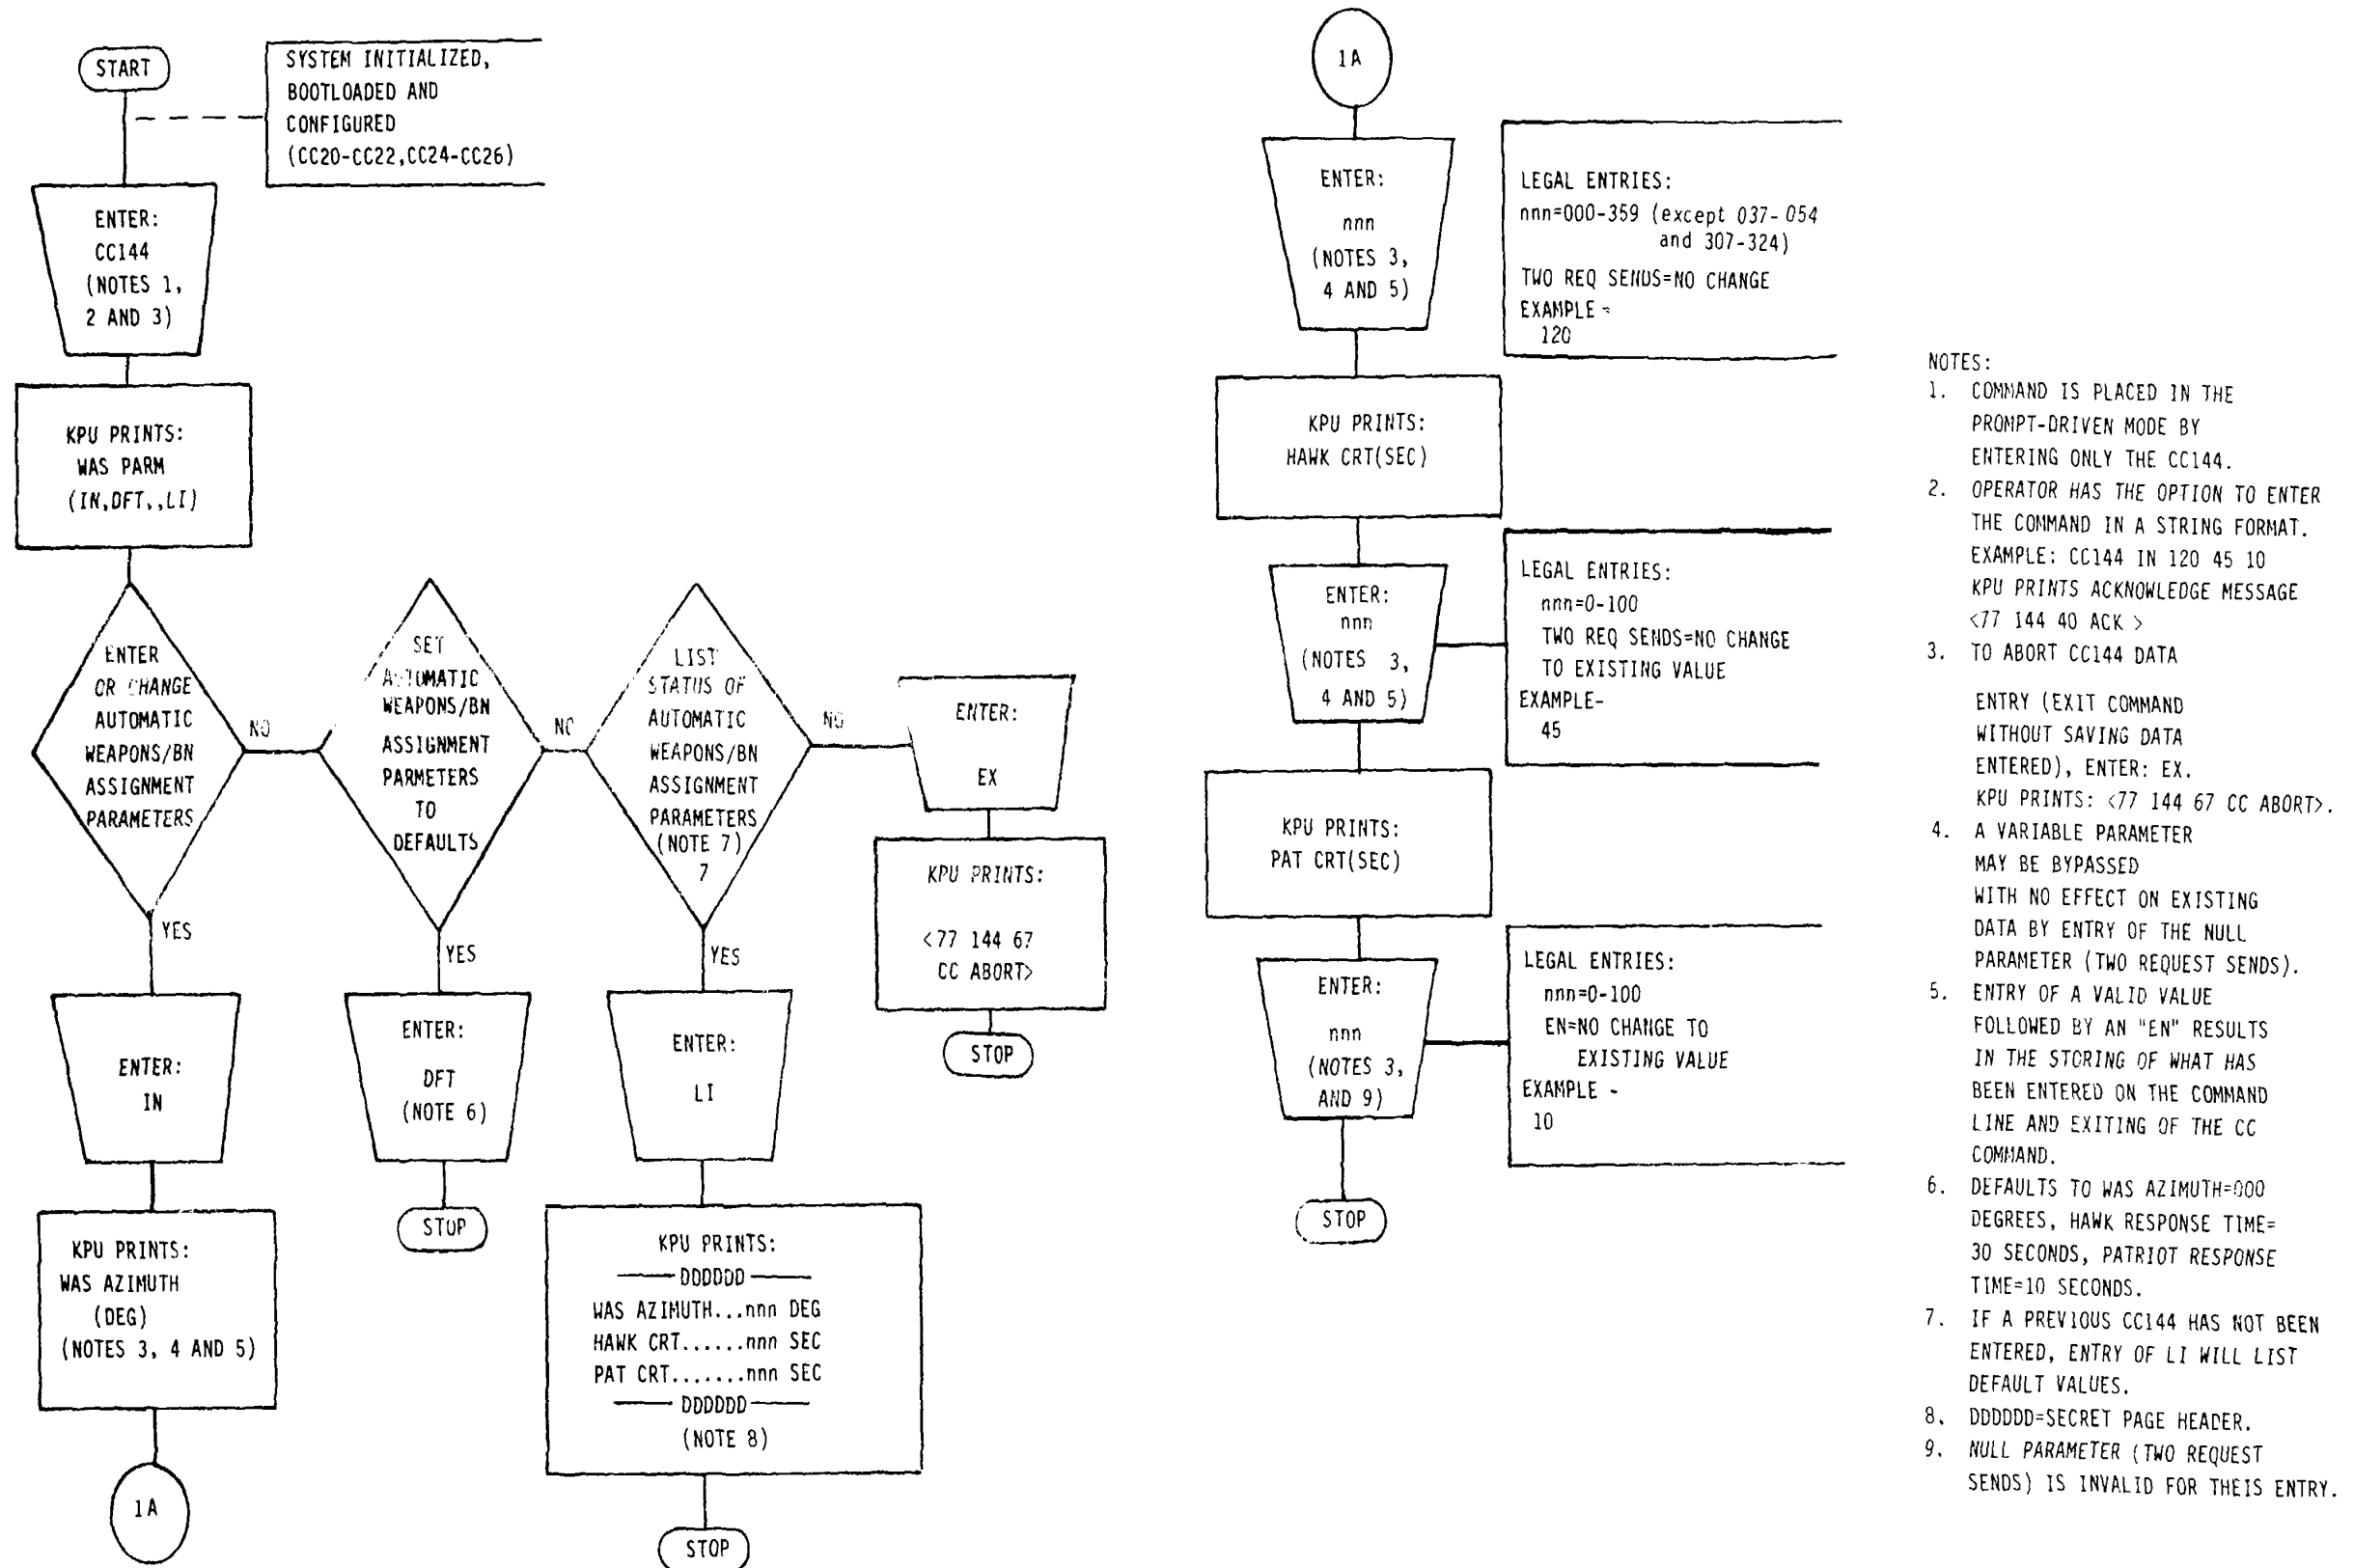 START
SYSTEM INITIALIZED,
BOOTLOADED AND
CONFIGURED
(CC20-CC22,CC24-CC26)
ENTER:
CC144
(NOTES 1,
2 AND 3)
KPU PRINTS:
WAS PARM
(IN,DFT,,LI)
ENTER
OR CHANGE
AUTOMATIC
WEAPONS/BN
ASSIGNMENT
PARAMETERS
NO
YES
SET
AUTOMATIC
WEAPONS/BN
ASSIGNMENT
PARMETERS
TO
DEFAULTS
NO
YES
LIST
STATUS OF
AUTOMATIC
WEAPONS/BN
ASSIGNMENT
PARAMETERS
(NOTE 7)
7
NO
YES
ENTER:
EX
KPU PRINTS:
<77 144 67
CC ABORT>
STOP
ENTER:
IN
ENTER:
DFT
(NOTE 6)
STOP
ENTER:
LI
KPU PRINTS:
WAS AZIMUTH
(DEG)
(NOTES 3, 4 AND 5)
1A
KPU PRINTS:
DDDDDD
WAS AZIMUTH...nnn DEG
HAWK CRT......nnn SEC
PAT CRT.......nnn SEC
DDDDDD
(NOTE 8)
STOP
1A
ENTER:
nnn
(NOTES 3,
4 AND 5)
LEGAL ENTRIES:
nnn=000-359 (except 037-054
and 307-324)
TWO REQ SENDS=NO CHANGE
EXAMPLE -
120
KPU PRINTS:
HAWK CRT(SEC)
ENTER:
nnn
(NOTES 3,
4 AND 5)
LEGAL ENTRIES:
nnn=0-100
TWO REQ SENDS=NO CHANGE
TO EXISTING VALUE
EXAMPLE-
45
KPU PRINTS:
PAT CRT(SEC)
ENTER:
nnn
(NOTES 3,
AND 9)
LEGAL ENTRIES:
nnn=0-100
EN=NO CHANGE TO
EXISTING VALUE
EXAMPLE -
10
STOP
NOTES:
1. COMMAND IS PLACED IN THE
PROMPT-DRIVEN MODE BY
ENTERING ONLY THE CC144.
2. OPERATOR HAS THE OPTION TO ENTER
THE COMMAND IN A STRING FORMAT.
EXAMPLE: CC144 IN 120 45 10
KPU PRINTS ACKNOWLEDGE MESSAGE
<77 144 40 ACK >
3. TO ABORT CC144 DATA
ENTRY (EXIT COMMAND
WITHOUT SAVING DATA
ENTERED), ENTER: EX.
KPU PRINTS: <77 144 67 CC ABORT>.
4. A VARIABLE PARAMETER
MAY BE BYPASSED
WITH NO EFFECT ON EXISTING
DATA BY ENTRY OF THE NULL
PARAMETER (TWO REQUEST SENDS).
5. ENTRY OF A VALID VALUE
FOLLOWED BY AN "EN" RESULTS
IN THE STORING OF WHAT HAS
BEEN ENTERED ON THE COMMAND
LINE AND EXITING OF THE CC
COMMAND.
6. DEFAULTS TO WAS AZIMUTH=000
DEGREES, HAWK RESPONSE TIME=
30 SECONDS, PATRIOT RESPONSE
TIME=10 SECONDS.
7. IF A PREVIOUS CC144 HAS NOT BEEN
ENTERED, ENTRY OF LI WILL LIST
DEFAULT VALUES.
8. DDDDDD=SECRET PAGE HEADER.
9. NULL PARAMETER (TWO REQUEST
SENDS) IS INVALID FOR THEIS ENTRY.